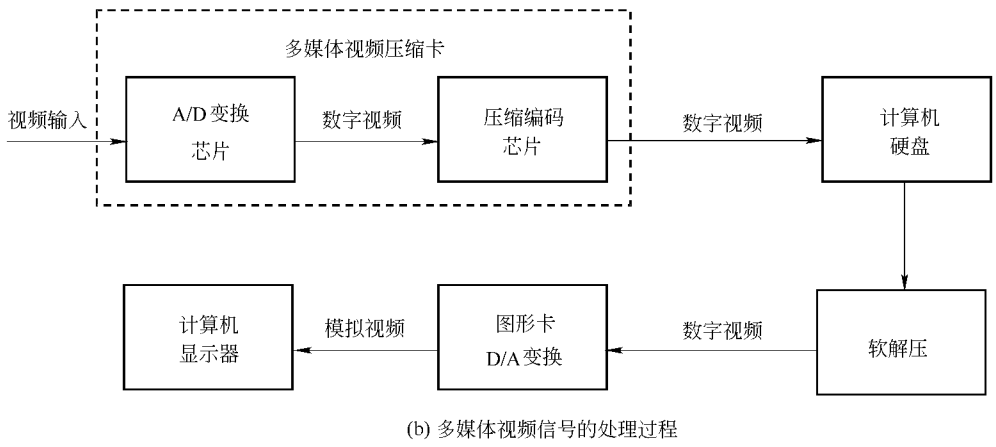 多媒体视频压缩卡
视频输入
A/D变换
芯片
数字视频
压缩编码
芯片
数字视频
计算机
硬盘
计算机
显示器
模拟视频
图形卡
D/A变换
数字视频
软解压
(b) 多媒体视频信号的处理过程